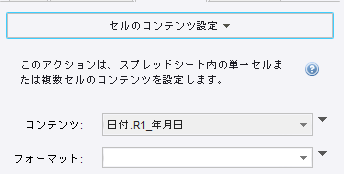 セルのコンテンツ設定
このアクションは、スプレッドシート内の単一セルま
たは複数セルのコンテンツを設定します。
コンテンツ: 日付.R1_年月日
フォーマット: